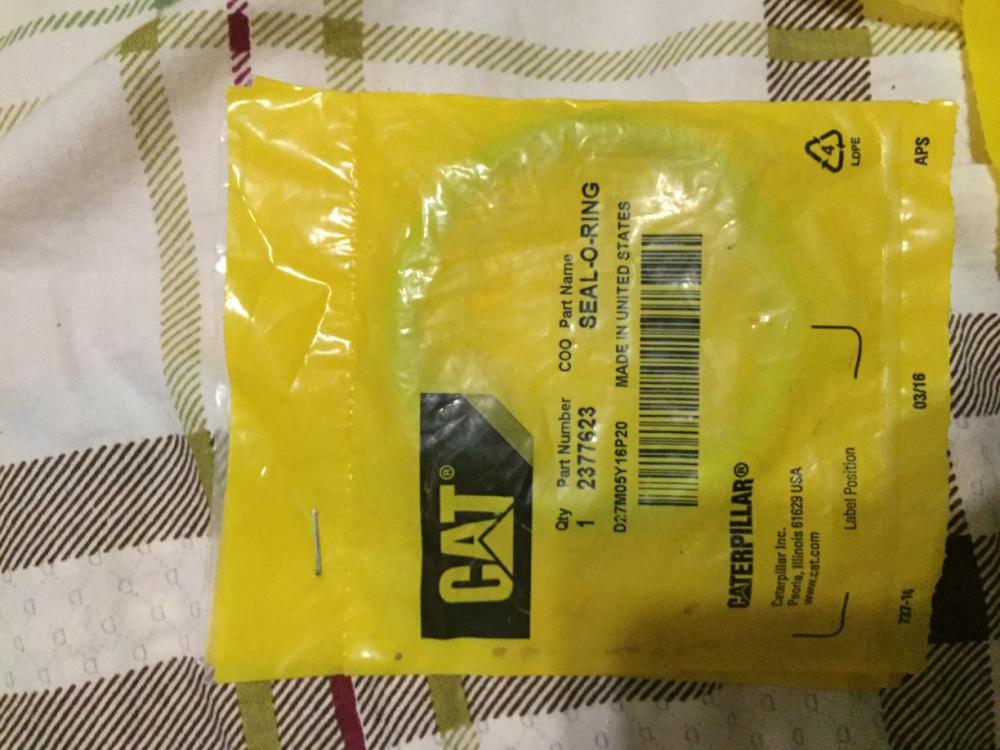 CAT®
Qty Part Number COO Part Name
1 2377623 SEAL-O-RING
D27M05Y16P20 MADE IN UNITED STATES
CATERPILLAR®
Caterpillar Inc.
Peoria, Illinois 61629 USA
www.cat.com
Label Position
4
LDPE
787-16 03/16 APS